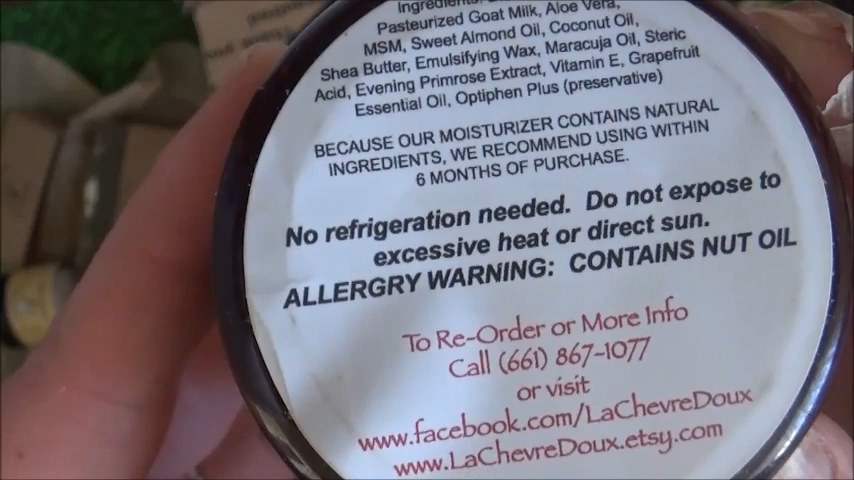 Ingredients:
Pasteurized Goat Milk, Aloe Vera,
MSM, Sweet Almond Oil, Coconut Oil,
Shea Butter, Emulsifying Wax, Maracuja Oil, Steric
Acid, Evening Primrose Extract, Vitamin E, Grapefruit
Essential Oil, Optiphen Plus (preservative)
BECAUSE OUR MOISTURIZER CONTAINS NATURAL
INGREDIENTS, WE RECOMMEND USING WITHIN
6 MONTHS OF PURCHASE.
No refrigeration needed. Do not expose to
excessive heat or direct sun.
ALLERGRY WARNING: CONTAINS NUT OIL
To Re-Order or More Info
Call (661) 867-1077
or visit
www.facebook.com/LaChevreDoux
www.LaChevreDoux.etsy.com